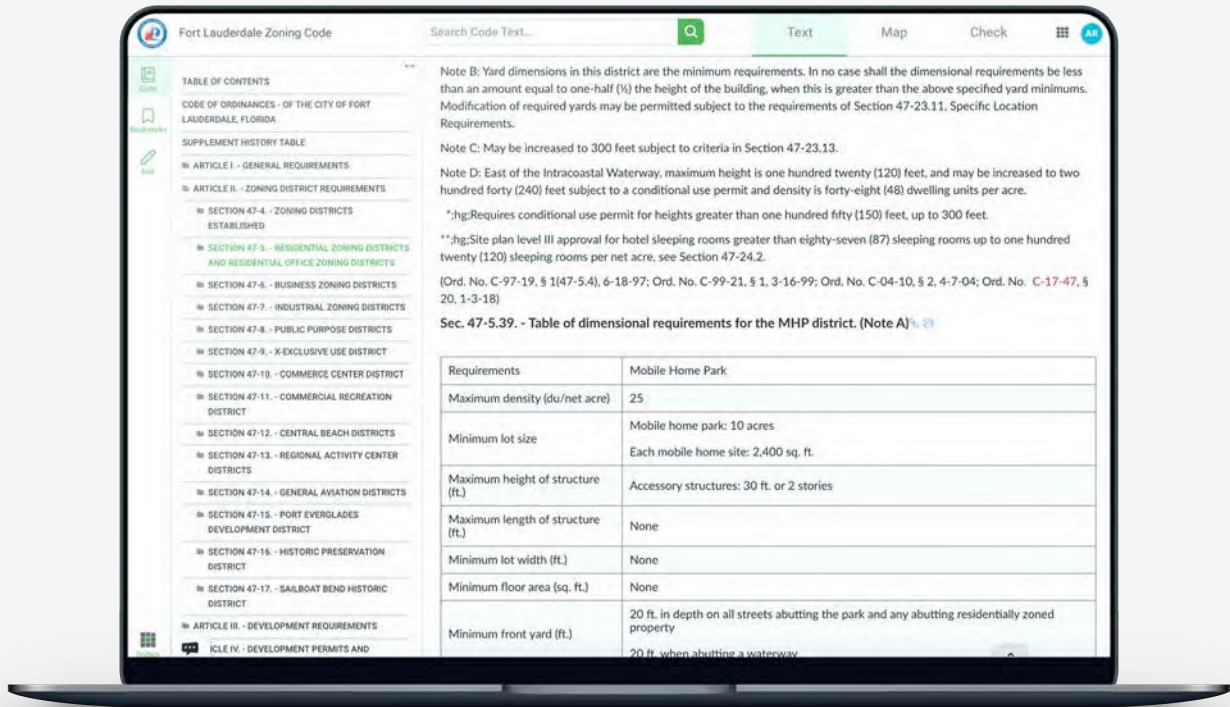 Fort Lauderdale Zoning Code
Search Code Text...
Text
Map
Check
AR
Code
Bookmarks
Edit
TABLE OF CONTENTS
CODE OF ORDINANCES - OF THE CITY OF FORT
LAUDERDALE, FLORIDA
SUPPLEMENT HISTORY TABLE
ARTICLE I. - GENERAL REQUIREMENTS
ARTICLE II. - ZONING DISTRICT REQUIREMENTS
SECTION 47-4. - ZONING DISTRICTS
ESTABLISHED
SECTION 47-5. - RESIDENTIAL ZONING DISTRICTS
AND RESIDENTIAL OFFICE ZONING DISTRICTS
SECTION 47-6. - BUSINESS ZONING DISTRICTS
SECTION 47-7. - INDUSTRIAL ZONING DISTRICTS
SECTION 47-8. - PUBLIC PURPOSE DISTRICTS
SECTION 47-9. - X-EXCLUSIVE USE DISTRICT
SECTION 47-10. - COMMERCE CENTER DISTRICT
SECTION 47-11. - COMMERCIAL RECREATION
DISTRICT
SECTION 47-12. - CENTRAL BEACH DISTRICTS
SECTION 47-13. - REGIONAL ACTIVITY CENTER
DISTRICTS
SECTION 47-14. - GENERAL AVIATION DISTRICTS
SECTION 47-15. - PORT EVERGLADES
DEVELOPMENT DISTRICT
SECTION 47-16. - HISTORIC PRESERVATION
DISTRICT
SECTION 47-17. - SAILBOAT BEND HISTORIC
DISTRICT
ARTICLE III. - DEVELOPMENT REQUIREMENTS
ICLE IV. - DEVELOPMENT PERMITS AND
Note B: Yard dimensions in this district are the minimum requirements. In no case shall the dimensional requirements be less
than an amount equal to one-half (½) the height of the building, when this is greater than the above specified yard minimums.
Modification of required yards may be permitted subject to the requirements of Section 47-23.11, Specific Location
Requirements.
Note C: May be increased to 300 feet subject to criteria in Section 47-23.13.
Note D: East of the Intracoastal Waterway, maximum height is one hundred twenty (120) feet, and may be increased to two
hundred forty (240) feet subject to a conditional use permit and density is forty-eight (48) dwelling units per acre.
*;hg;Requires conditional use permit for heights greater than one hundred fifty (150) feet, up to 300 feet.
**;hg;Site plan level III approval for hotel sleeping rooms greater than eighty-seven (87) sleeping rooms up to one hundred
twenty (120) sleeping rooms per net acre, see Section 47-24.2.
(Ord. No. C-97-19, § 1(47-5.4), 6-18-97; Ord. No. C-99-21, § 1, 3-16-99; Ord. No. C-04-10, § 2, 4-7-04; Ord. No. C-17-47, §
20, 1-3-18)
Sec. 47-5.39. - Table of dimensional requirements for the MHP district. (Note A)
Requirements
Mobile Home Park
Maximum density (du/net acre)
25
Minimum lot size
Mobile home park: 10 acres
Each mobile home site: 2,400 sq. ft.
Maximum height of structure
(ft.)
Accessory structures: 30 ft. or 2 stories
Maximum length of structure
(ft.)
None
Minimum lot width (ft.)
None
Minimum floor area (sq. ft.)
None
Minimum front yard (ft.)
20 ft. in depth on all streets abutting the park and any abutting residentially zoned
property
20 ft. when abutting a waterway